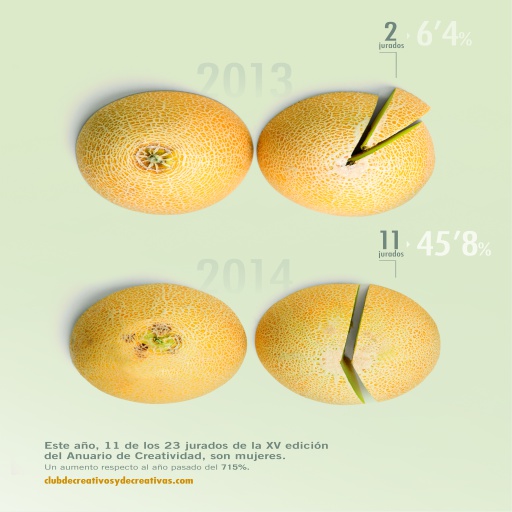 2 6'4%
jurados
2013
11 45'8%
jurados
2014
Este año, 11 de los 23 jurados de la XV edición
del Anuario de Creatividad, son mujeres.
Un aumento respecto al año pasado del 715%.
clubdecreativosydecreativas.com